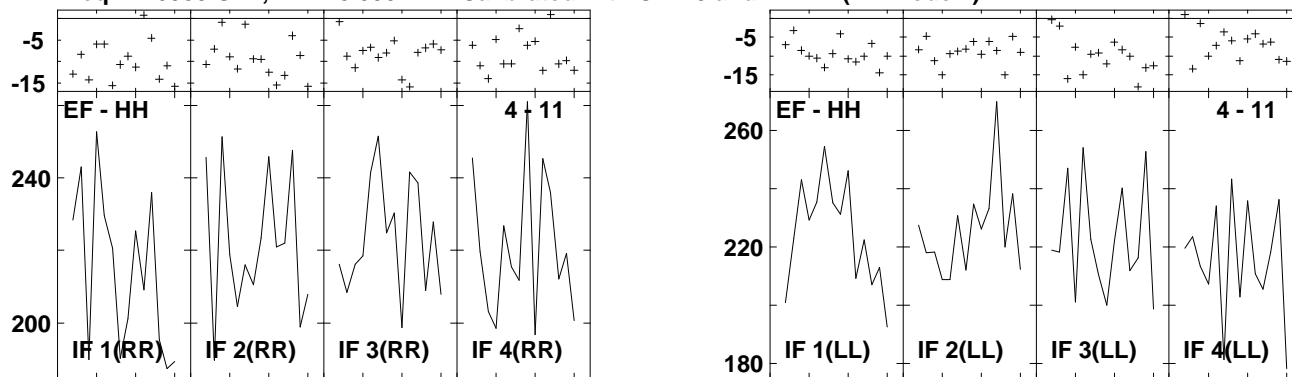 -5
-15
EF - HH
4 - 11
240
200
IF 1(RR)
IF 2(RR)
IF 3(RR)
IF 4(RR)
-5
-15
EF - HH
4 - 11
260
220
180
IF 1(LL)
IF 2(LL)
IF 3(LL)
IF 4(LL)